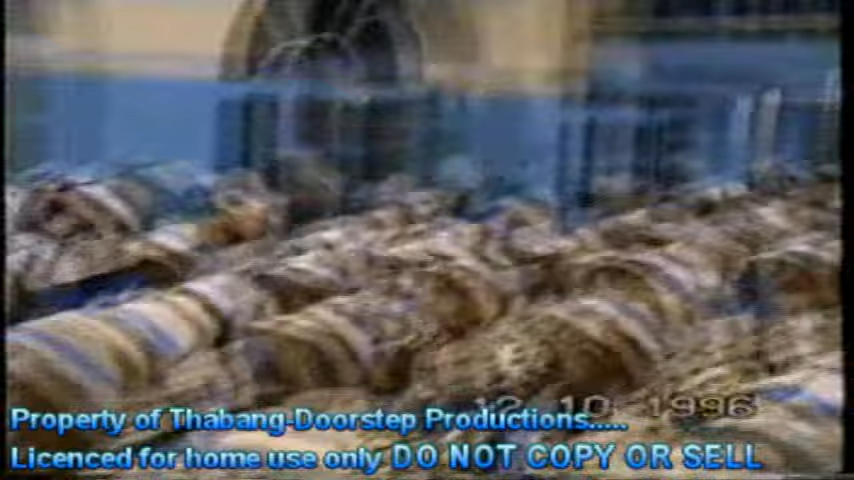 12 10 1996
Property of Thabang-Doorstep Productions.....
Licenced for home use only DO NOT COPY OR SELL